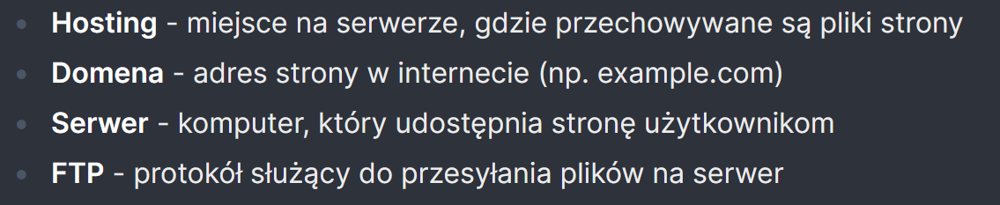 Hosting - miejsce na serwerze, gdzie przechowywane są pliki strony
Domena - adres strony w internecie (np. example.com)
Serwer - komputer, który udostępnia stronę użytkownikom
FTP - protokół służący do przesyłania plików na serwer